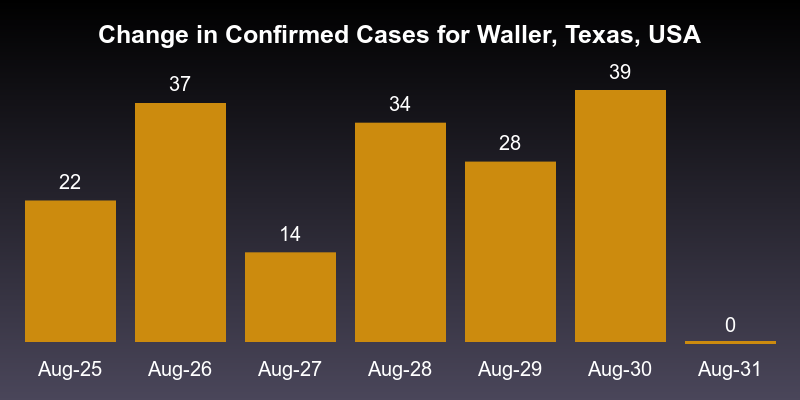 Change in Confirmed Cases for Waller, Texas, USA
22
37
14
34
28
39
0
Aug-25
Aug-26
Aug-27
Aug-28
Aug-29
Aug-30
Aug-31